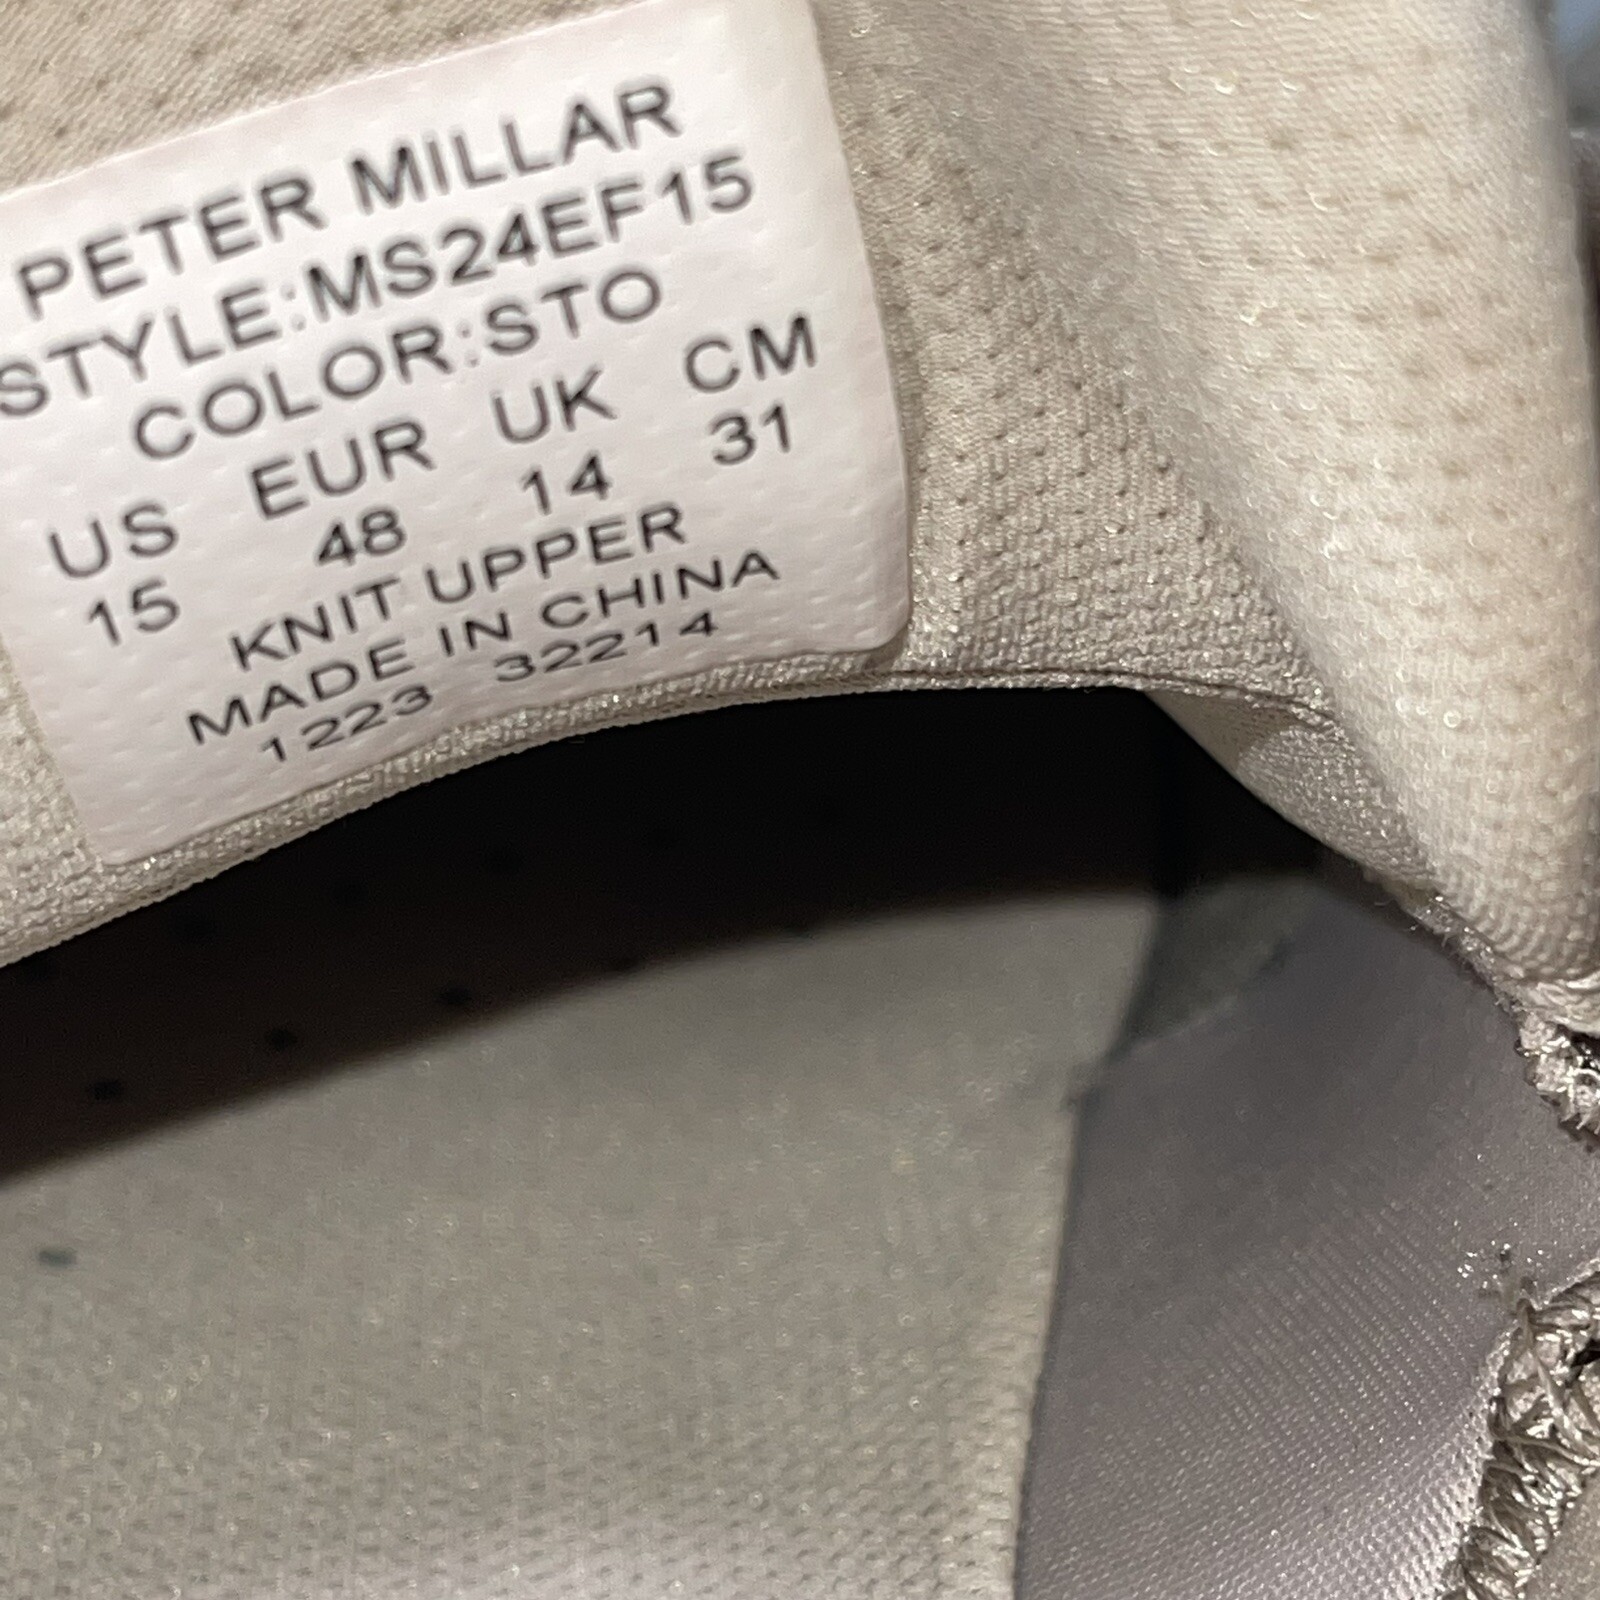 PETER MILLAR
STYLE:MS24EF15
COLOR:STO
US EUR UK CM
15 48 14 31
KNIT UPPER
MADE IN CHINA
1223 32214